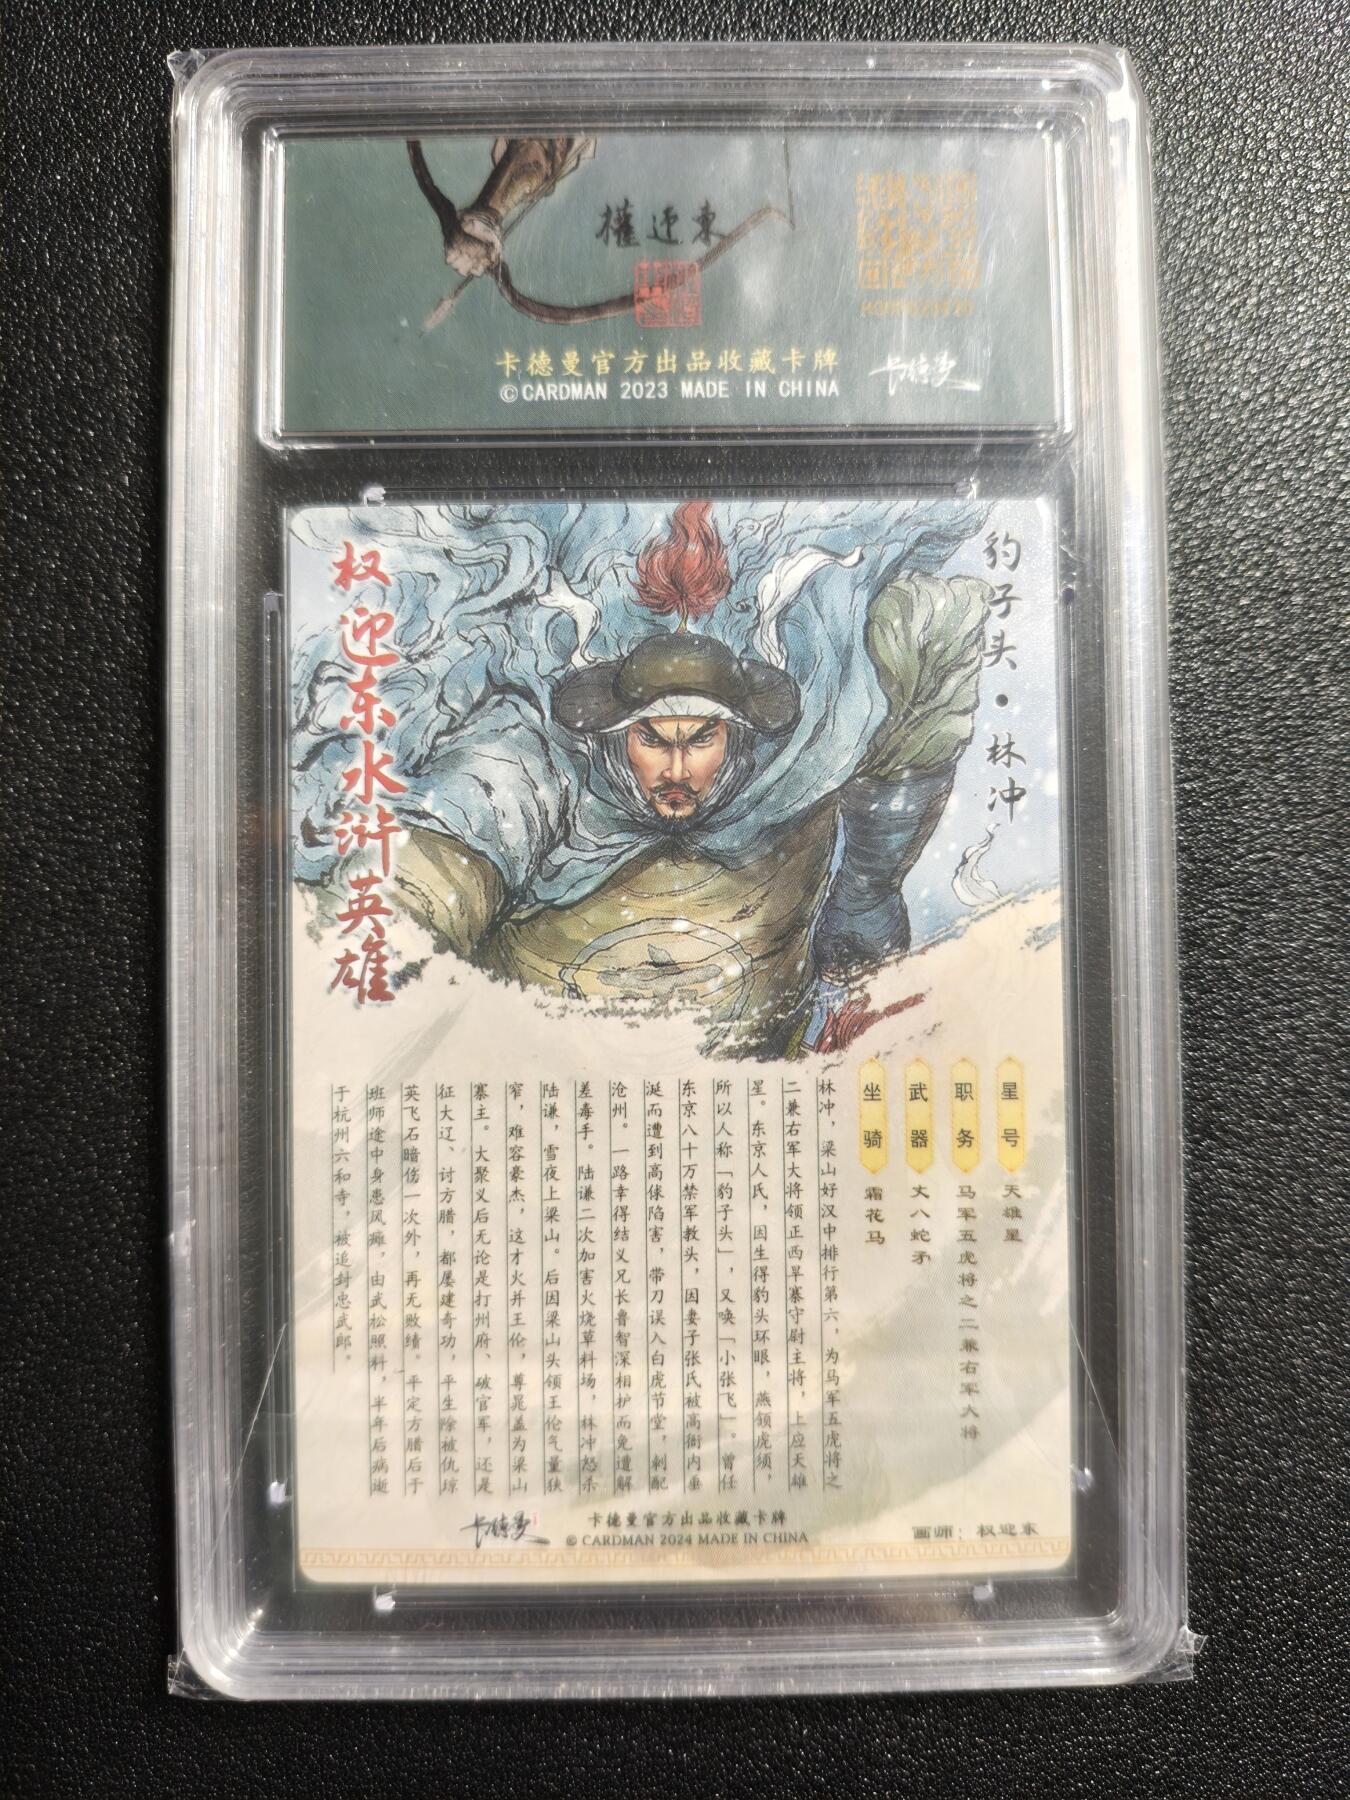 權迎東
卡德曼官方出品收藏卡牌
©CARDMAN 2023 MADE IN CHINA
卡德曼
豹子头·林冲
权迎东水浒英雄
星号 天雄星
职务 马军五虎将之二兼右军大将
武器 丈八蛇矛
坐骑 霜花马
林冲，梁山好汉中排行第六，为马军五虎将之
二兼右军大将领正西旱寨守尉主将，上应天雄
星。东京人氏，因生得豹头环眼，燕颔虎须，
所以人称「豹子头」，又唤「小张飞」。曾任
东京八十万禁军教头，因妻子张氏被高衙内垂
涎而遭到高俅陷害，带刀误入白虎节堂，刺配
沧州。一路幸得结义兄长鲁智深相护而免遭解
差毒手。陆谦二次加害火烧草料场，林冲怒杀
陆谦，雪夜上梁山。后因梁山头领王伦气量狭
窄，难容豪杰，这才火并王伦，尊晁盖为梁山
寨主。大聚义后无论是打州府、破官军，还是
征大辽、讨方腊，都屡建奇功，平生除被仇琼
英飞石暗伤一次外，再无败绩。平定方腊后于
班师途中身患风瘫，由武松照料，半年后病逝
于杭州六和寺，被追封忠武郎。
卡德曼
卡德曼官方出品收藏卡牌
© CARDMAN 2024 MADE IN CHINA
画师：权迎东